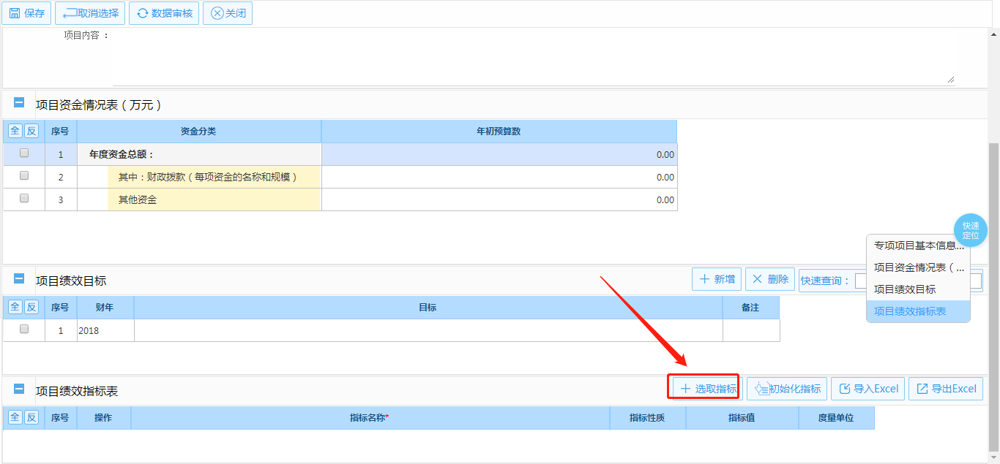 保存 取消选择 数据审核 关闭
项目内容 ：
项目资金情况表（万元）
全 反 序号 资金分类 年初预算数
1 年度资金总额： 0.00
2 其中：财政拨款（每项资金的名称和规模） 0.00
3 其他资金 0.00
快速
定位
专项项目基本信息...
项目资金情况表（...
项目绩效目标
项目绩效指标表
项目绩效目标 新增 删除 快速查询：
全 反 序号 财年 目标 备注
1 2018
项目绩效指标表 选取指标 初始化指标 导入Excel 导出Excel
全 反 序号 操作 指标名称* 指标性质 指标值 度量单位